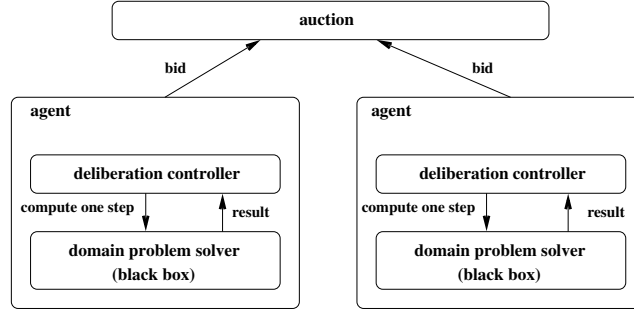 auction
bid
bid
agent
agent
deliberation controller
deliberation controller
compute one step
result
compute one step
result
domain problem solver
(black box)
domain problem solver
(black box)